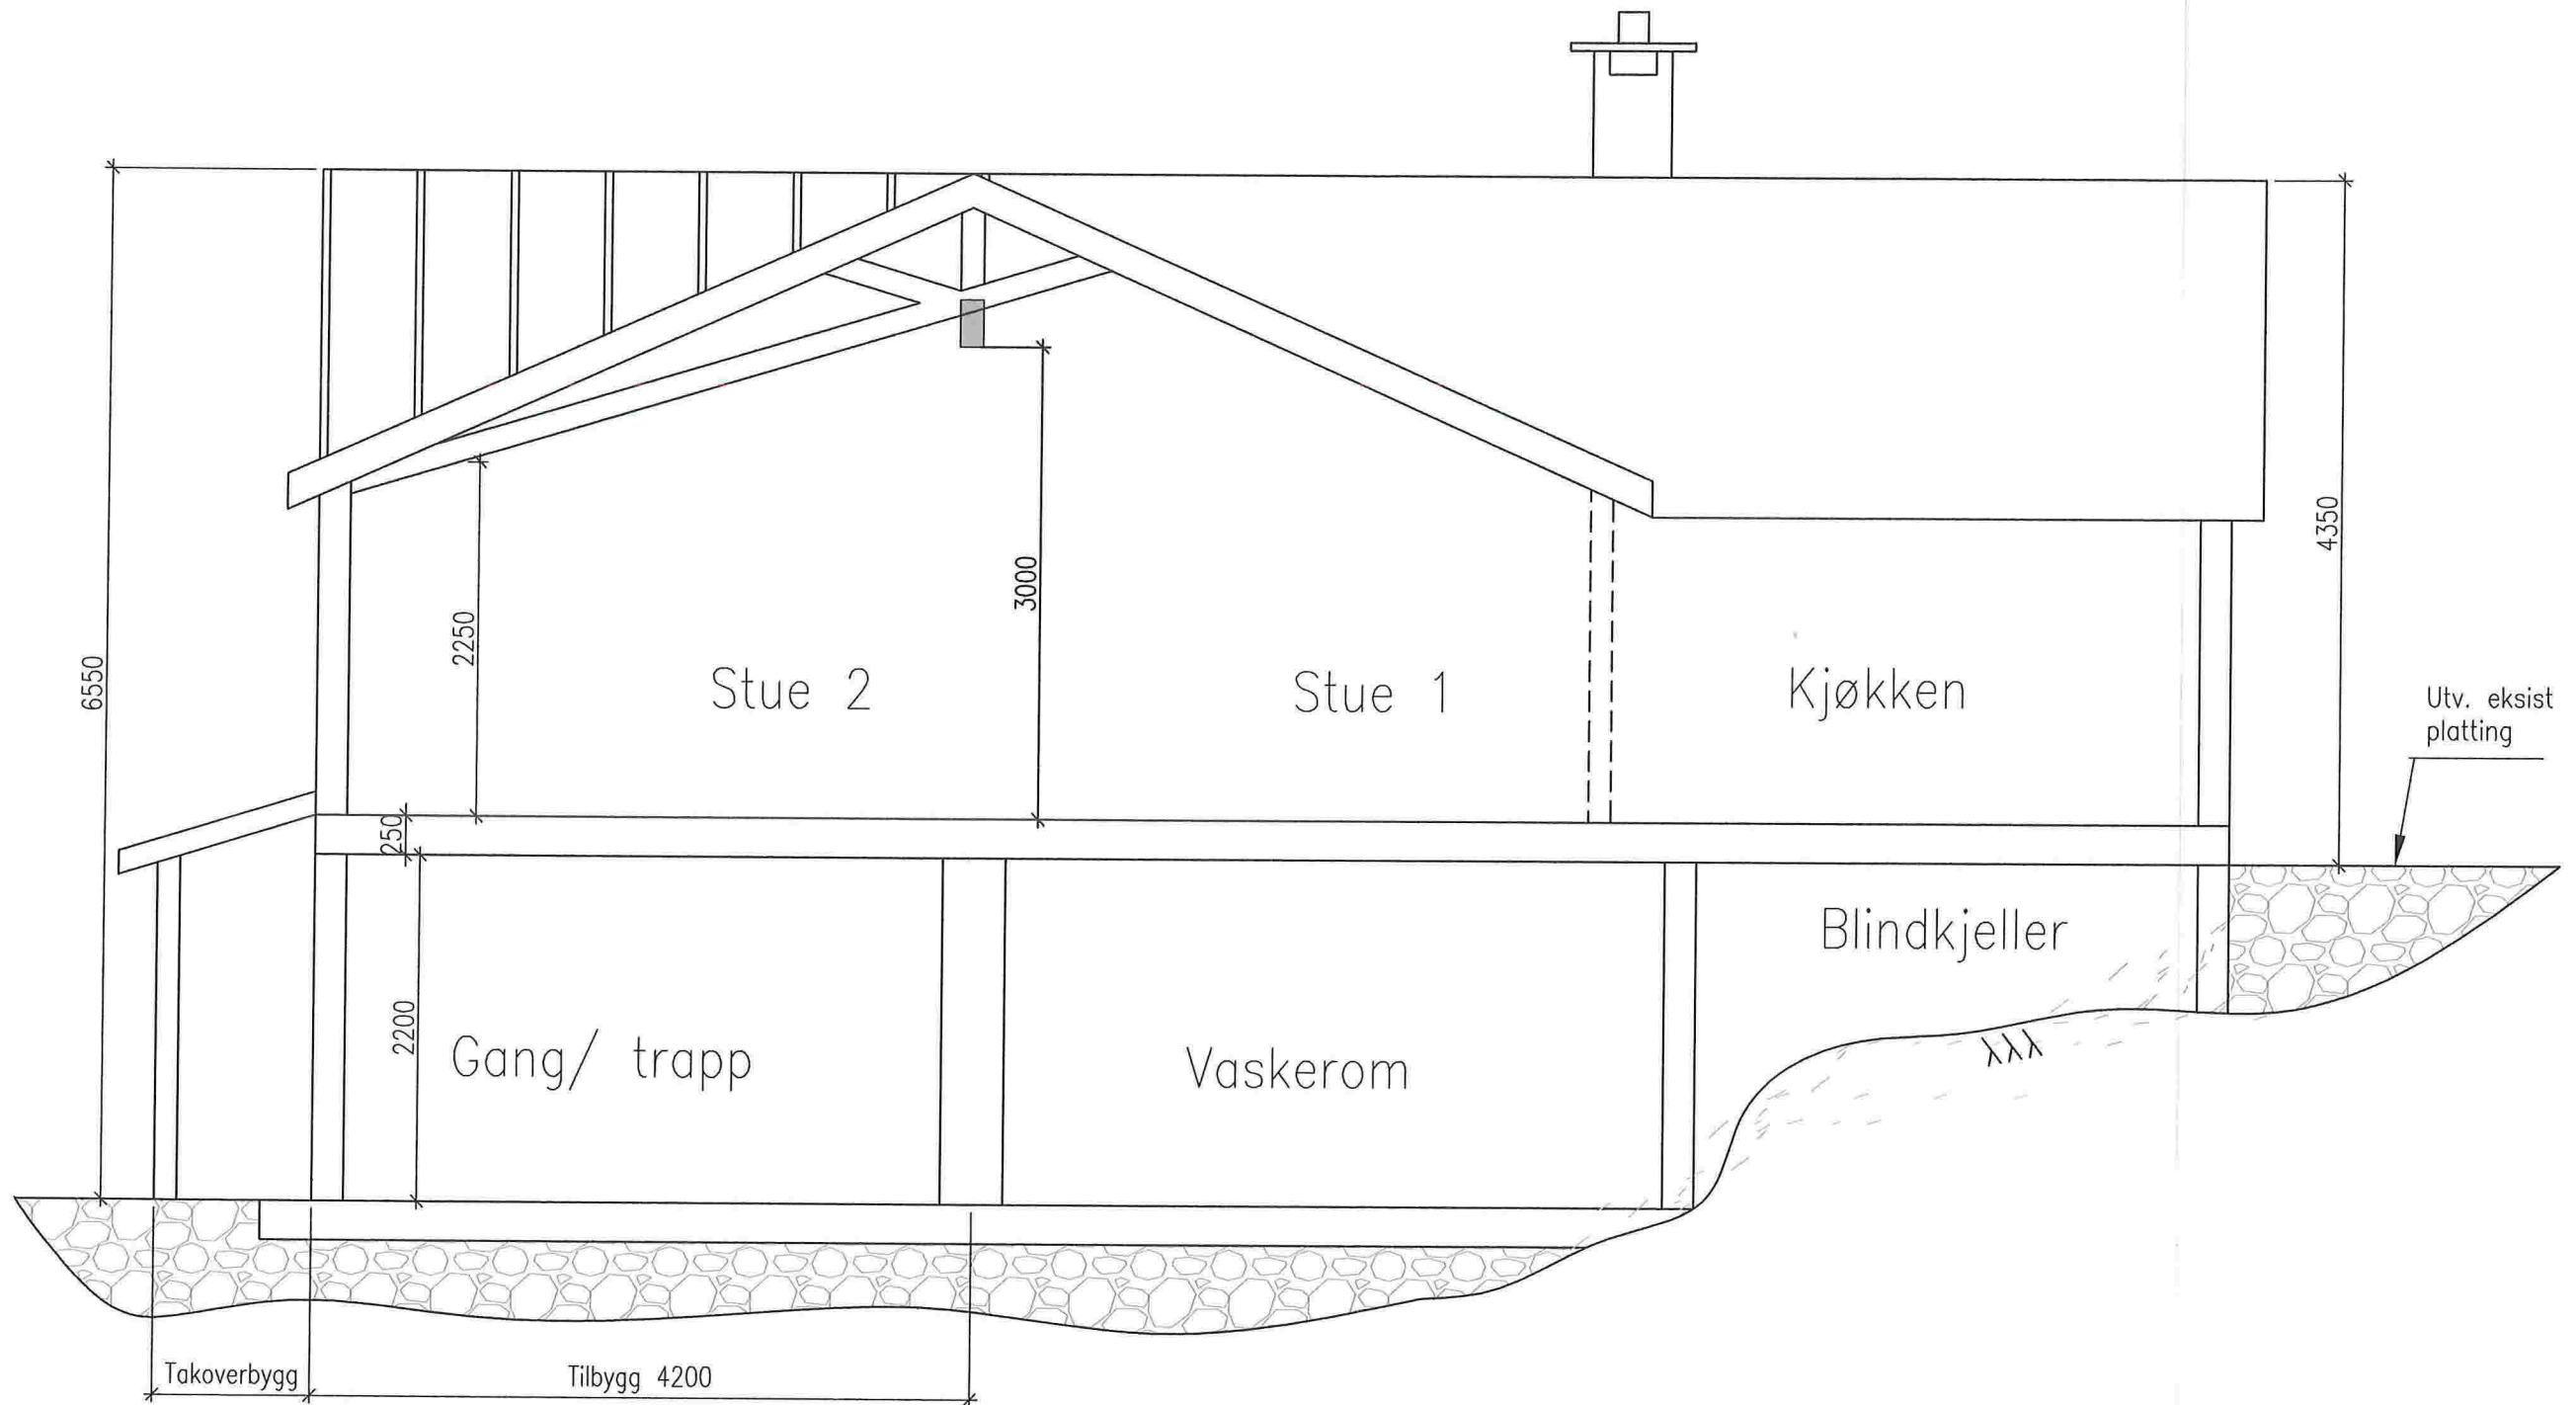 6550
2250
3000
4350
Stue 2
Stue 1
Kjøkken
Utv. eksist
platting
250
2200
Gang/ trapp
Vaskerom
Blindkjeller
Takoverbygg
Tilbygg 4200